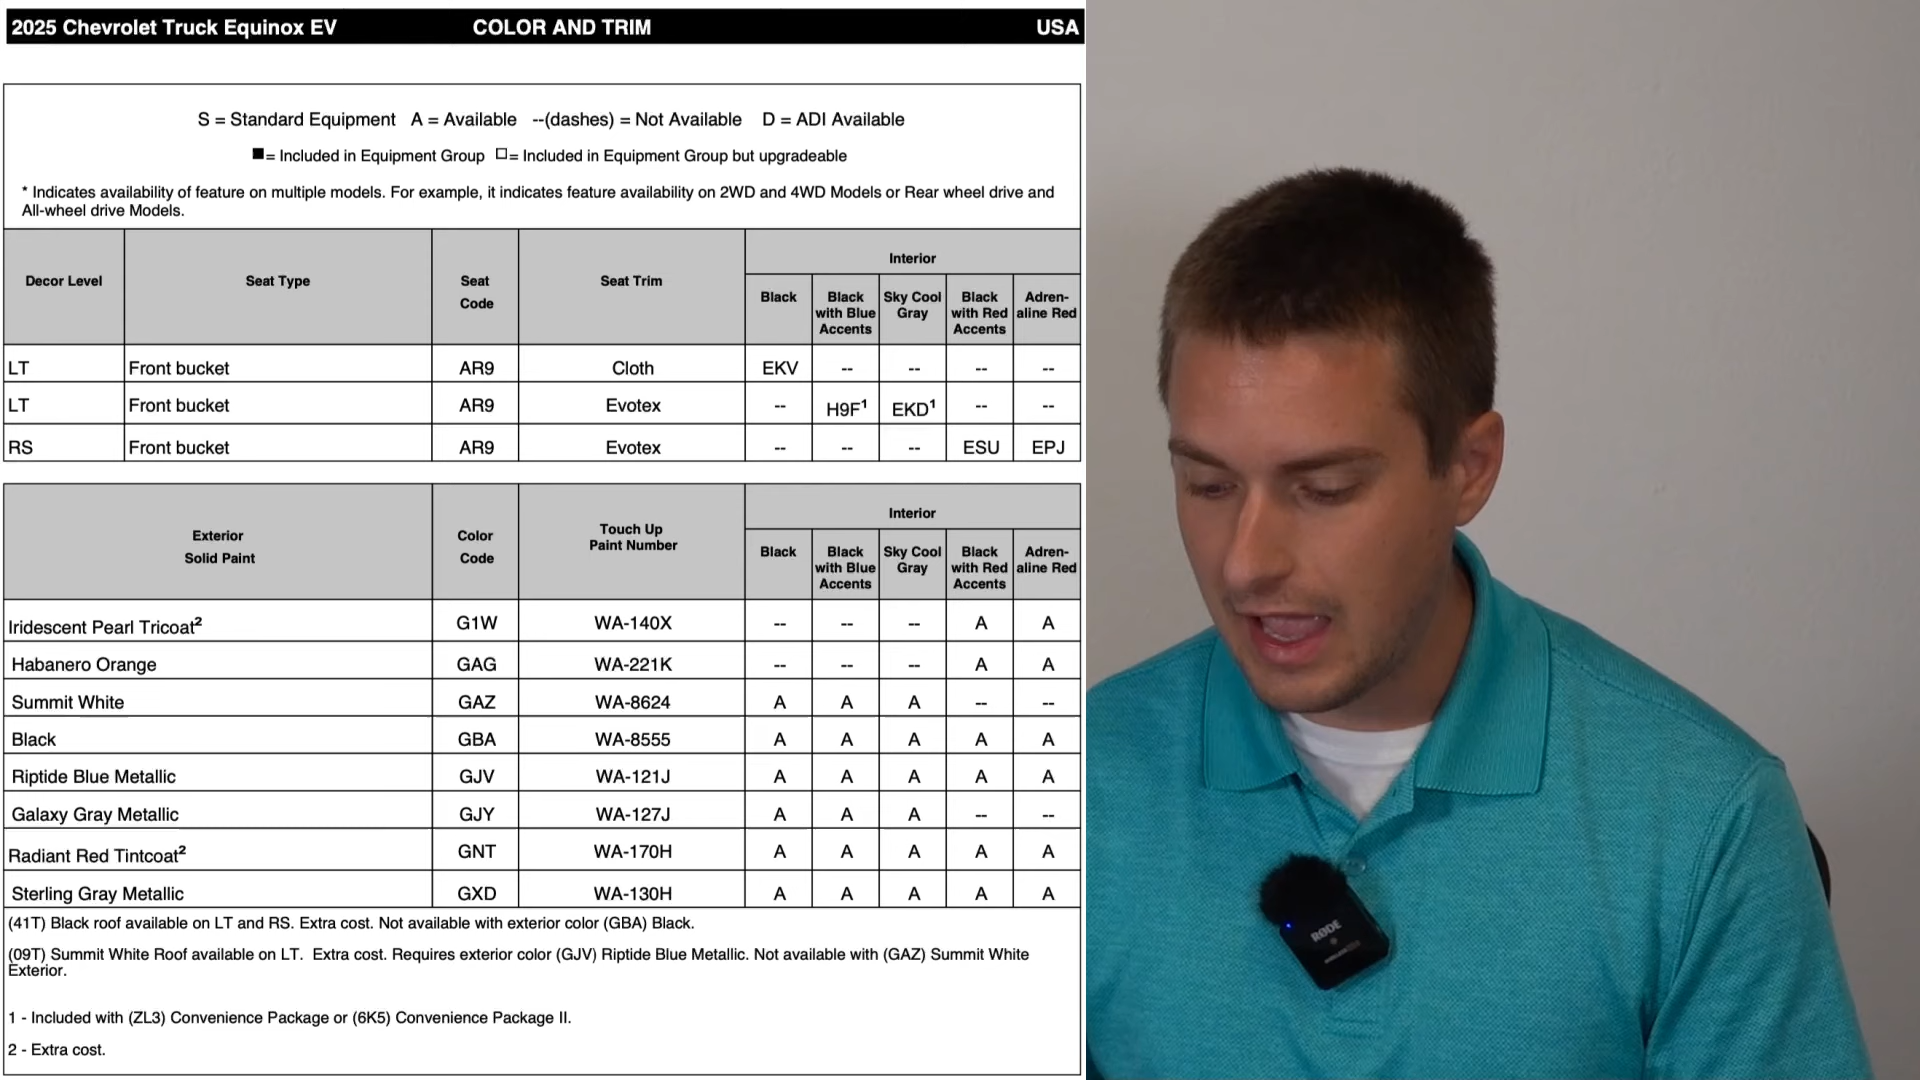 2025 Chevrolet Truck Equinox EV COLOR AND TRIM USA
S = Standard Equipment A = Available --(dashes) = Not Available D = ADI Available
■= Included in Equipment Group □= Included in Equipment Group but upgradeable
* Indicates availability of feature on multiple models. For example, it indicates feature availability on 2WD and 4WD Models or Rear wheel drive and
All-wheel drive Models.
Decor Level Seat Type Seat Code Seat Trim Interior
Black Black with Blue Accents Sky Cool Gray Black with Red Accents Adren-aline Red
LT Front bucket AR9 Cloth EKV -- -- -- --
LT Front bucket AR9 Evotex -- H9F¹ EKD¹ -- --
RS Front bucket AR9 Evotex -- -- -- ESU EPJ
Exterior Solid Paint Color Code Touch Up Paint Number Interior
Black Black with Blue Accents Sky Cool Gray Black with Red Accents Adren-aline Red
Iridescent Pearl Tricoat² G1W WA-140X -- -- -- A A
Habanero Orange GAG WA-221K -- -- -- A A
Summit White GAZ WA-8624 A A A -- --
Black GBA WA-8555 A A A A A
Riptide Blue Metallic GJV WA-121J A A A A A
Galaxy Gray Metallic GJY WA-127J A A A -- --
Radiant Red Tintcoat² GNT WA-170H A A A A A
Sterling Gray Metallic GXD WA-130H A A A A A
(41T) Black roof available on LT and RS. Extra cost. Not available with exterior color (GBA) Black.
(09T) Summit White Roof available on LT. Extra cost. Requires exterior color (GJV) Riptide Blue Metallic. Not available with (GAZ) Summit White
Exterior.
1 - Included with (ZL3) Convenience Package or (6K5) Convenience Package II.
2 - Extra cost.
RØDE